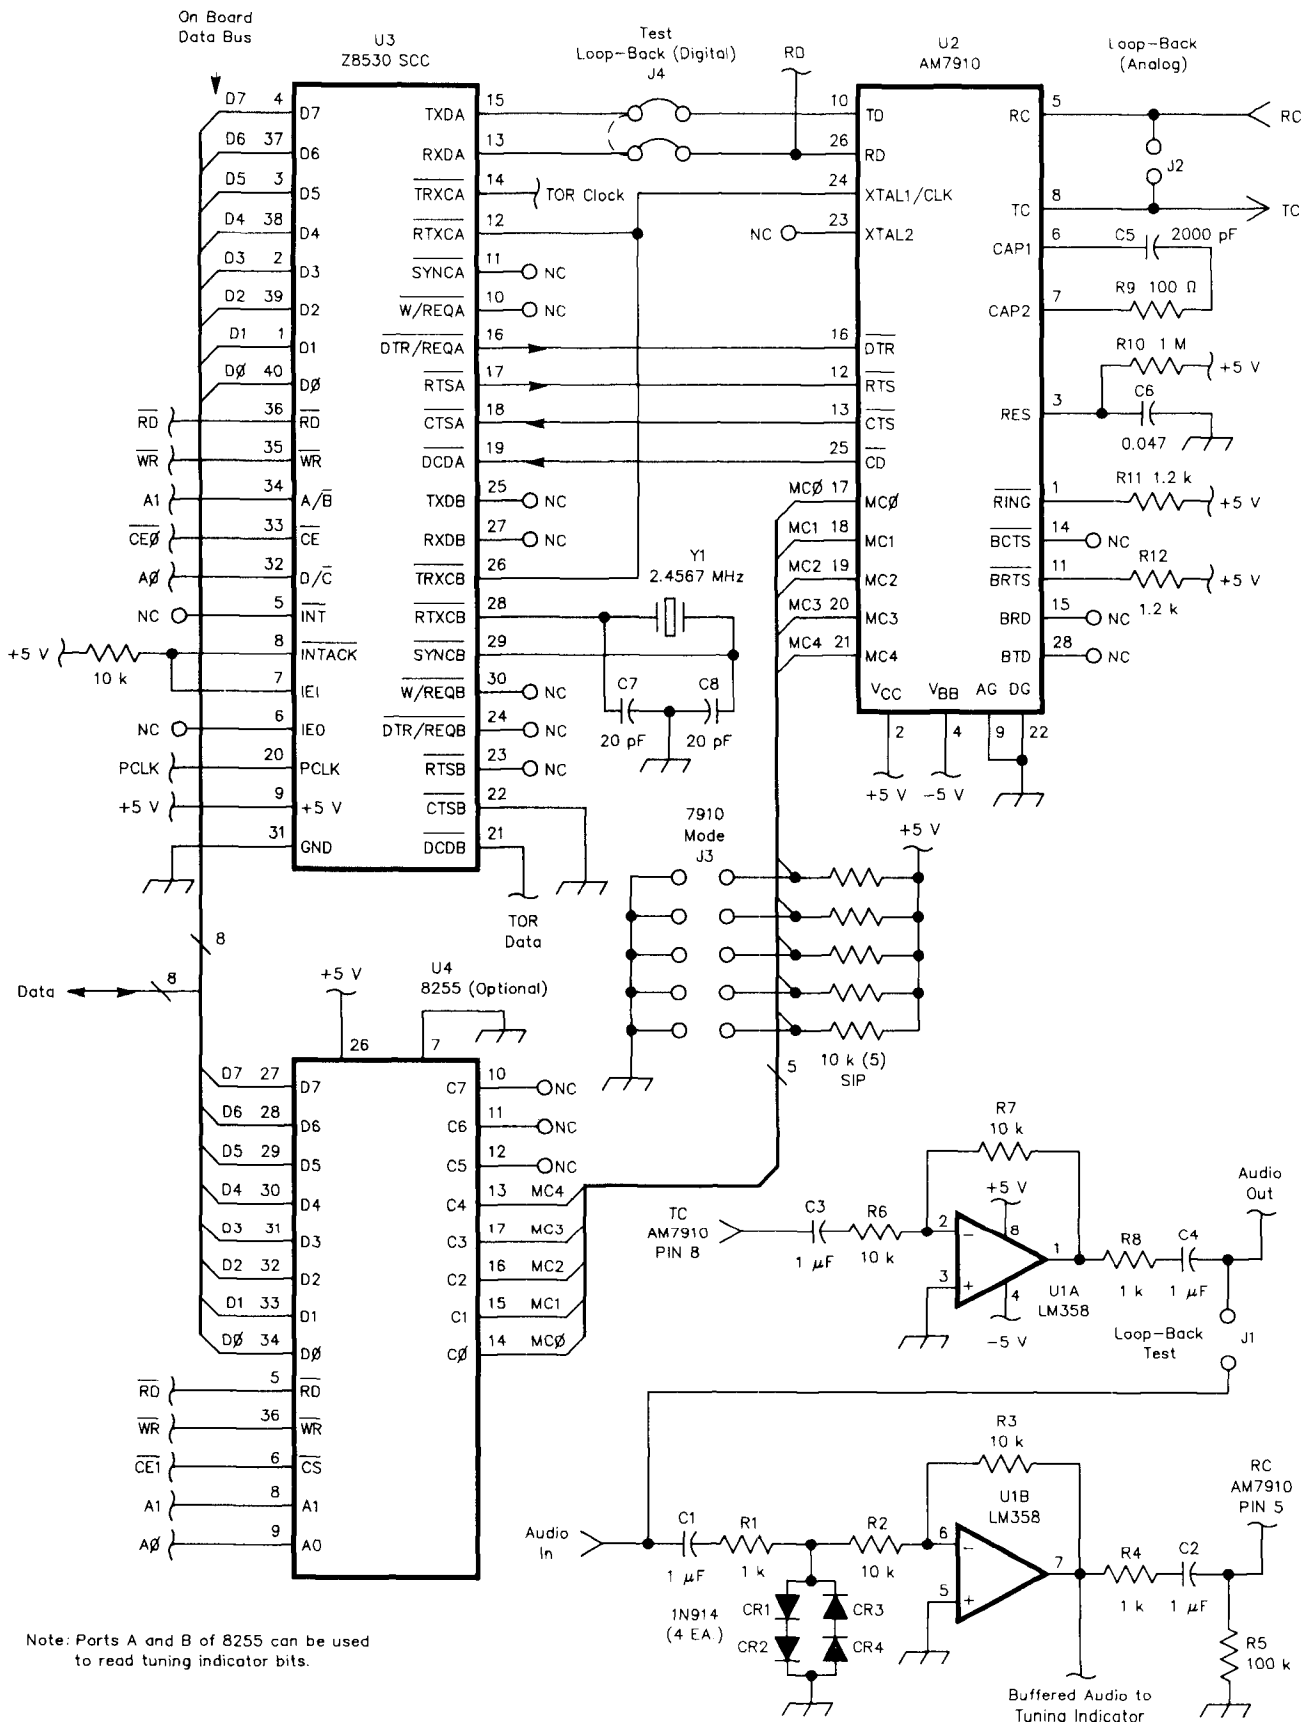 On Board
Data Bus
U3
Z8530 SCC
Test
Loop-Back (Digital)
J4
RD
U2
AM7910
Loop-Back
(Analog)
D7 4 D7
D6 37 D6
D5 3 D5
D4 38 D4
D3 2 D3
D2 39 D2
D1 1 D1
DØ 40 DØ
RD 36 RD
WR 35 WR
A1 34 A/B
CEØ 33 CE
AØ 32 D/C
NC 5 INT
+5 V 10 k 8 INTACK
7 IEI
NC 6 IEO
PCLK 20 PCLK
+5 V 9 +5 V
31 GND
TXDA 15
RXDA 13
TRXCA 14 TOR Clock
RTXCA 12
SYNCA 11 NC
W/REQA 10 NC
DTR/REQA 16
RTSA 17
CTSA 18
DCDA 19
TXDB 25 NC
RXDB 27 NC
TRXCB 26
RTXCB 28
SYNCB 29
W/REQB 30 NC
DTR/REQB 24 NC
RTSB 23 NC
CTSB 22
DCDB 21
TOR
Data
Y1
2.4567 MHz
C7
20 pF
C8
20 pF
10 TD
26 RD
24 XTAL1/CLK
NC 23 XTAL2
16 DTR
12 RTS
13 CTS
25 CD
MCØ 17 MCØ
MC1 18 MC1
MC2 19 MC2
MC3 20 MC3
MC4 21 MC4
RC 5 RC
J2
TC 8 TC
CAP1 6 C5 2000 pF
CAP2 7 R9 100 Ω
R10 1 M +5 V
RES 3 C6
0.047
RING 1 R11 1.2 k +5 V
BCTS 14 NC
BRTS 11 R12 +5 V
1.2 k
BRD 15 NC
BTD 28 NC
VCC VBB AG DG
2 4 9 22
+5 V -5 V
7910
Mode
J3
+5 V
10 k (5)
SIP
5
8
Data 8
+5 V
U4
8255 (Optional)
26 7
D7 27 D7
D6 28 D6
D5 29 D5
D4 30 D4
D3 31 D3
D2 32 D2
D1 33 D1
DØ 34 DØ
RD 5 RD
WR 36 WR
CE1 6 CS
A1 8 A1
AØ 9 AO
C7 10 NC
C6 11 NC
C5 12 NC
C4 13 MC4
C3 17 MC3
C2 16 MC2
C1 15 MC1
CØ 14 MCØ
TC
AM7910
PIN 8
C3
1 µF
R6
10 k
R7
10 k
+5 V
2 - 8
3 + 4
1
-5 V
U1A
LM358
R8
1 k
C4
1 µF
Audio
Out
Loop-Back
Test
J1
Audio
In
C1
1 µF
R1
1 k
1N914
(4 EA.)
CR1 CR3
CR2 CR4
R2
10 k
R3
10 k
U1B
LM358
6 -
5 +
7
R4
1 k
C2
1 µF
RC
AM7910
PIN 5
R5
100 k
Buffered Audio to
Tuning Indicator
Note: Ports A and B of 8255 can be used
to read tuning indicator bits.